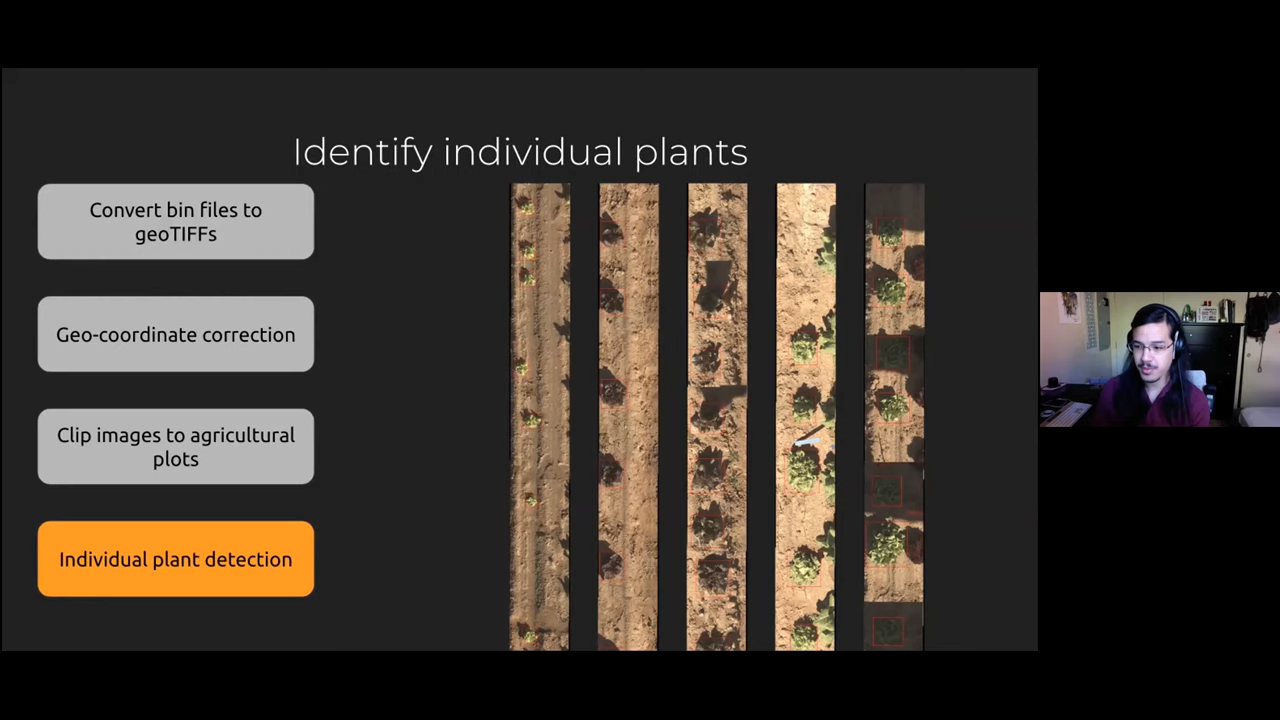 Identify individual plants
Convert bin files to
geoTIFFs
Geo-coordinate correction
Clip images to agricultural
plots
Individual plant detection